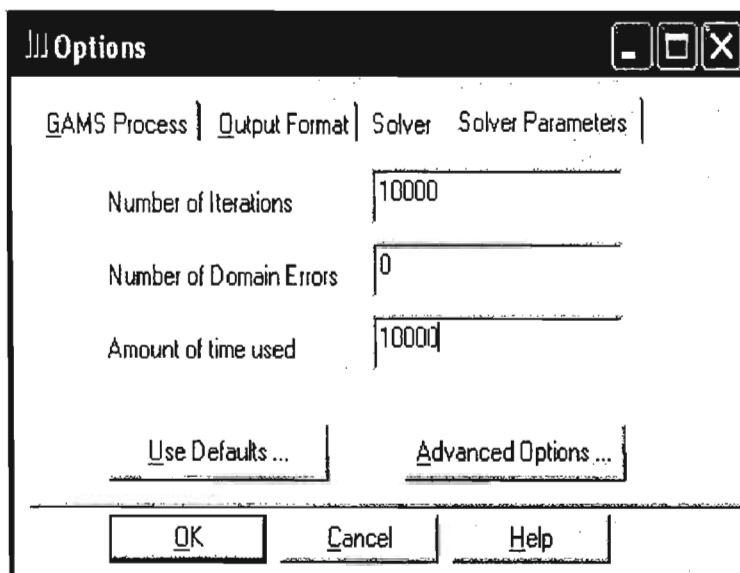 Options
GAMS Process Output Format Solver Solver Parameters
Number of Iterations 10000
Number of Domain Errors 0
Amount of time used 10000
Use Defaults ... Advanced Options ...
OK Cancel Help